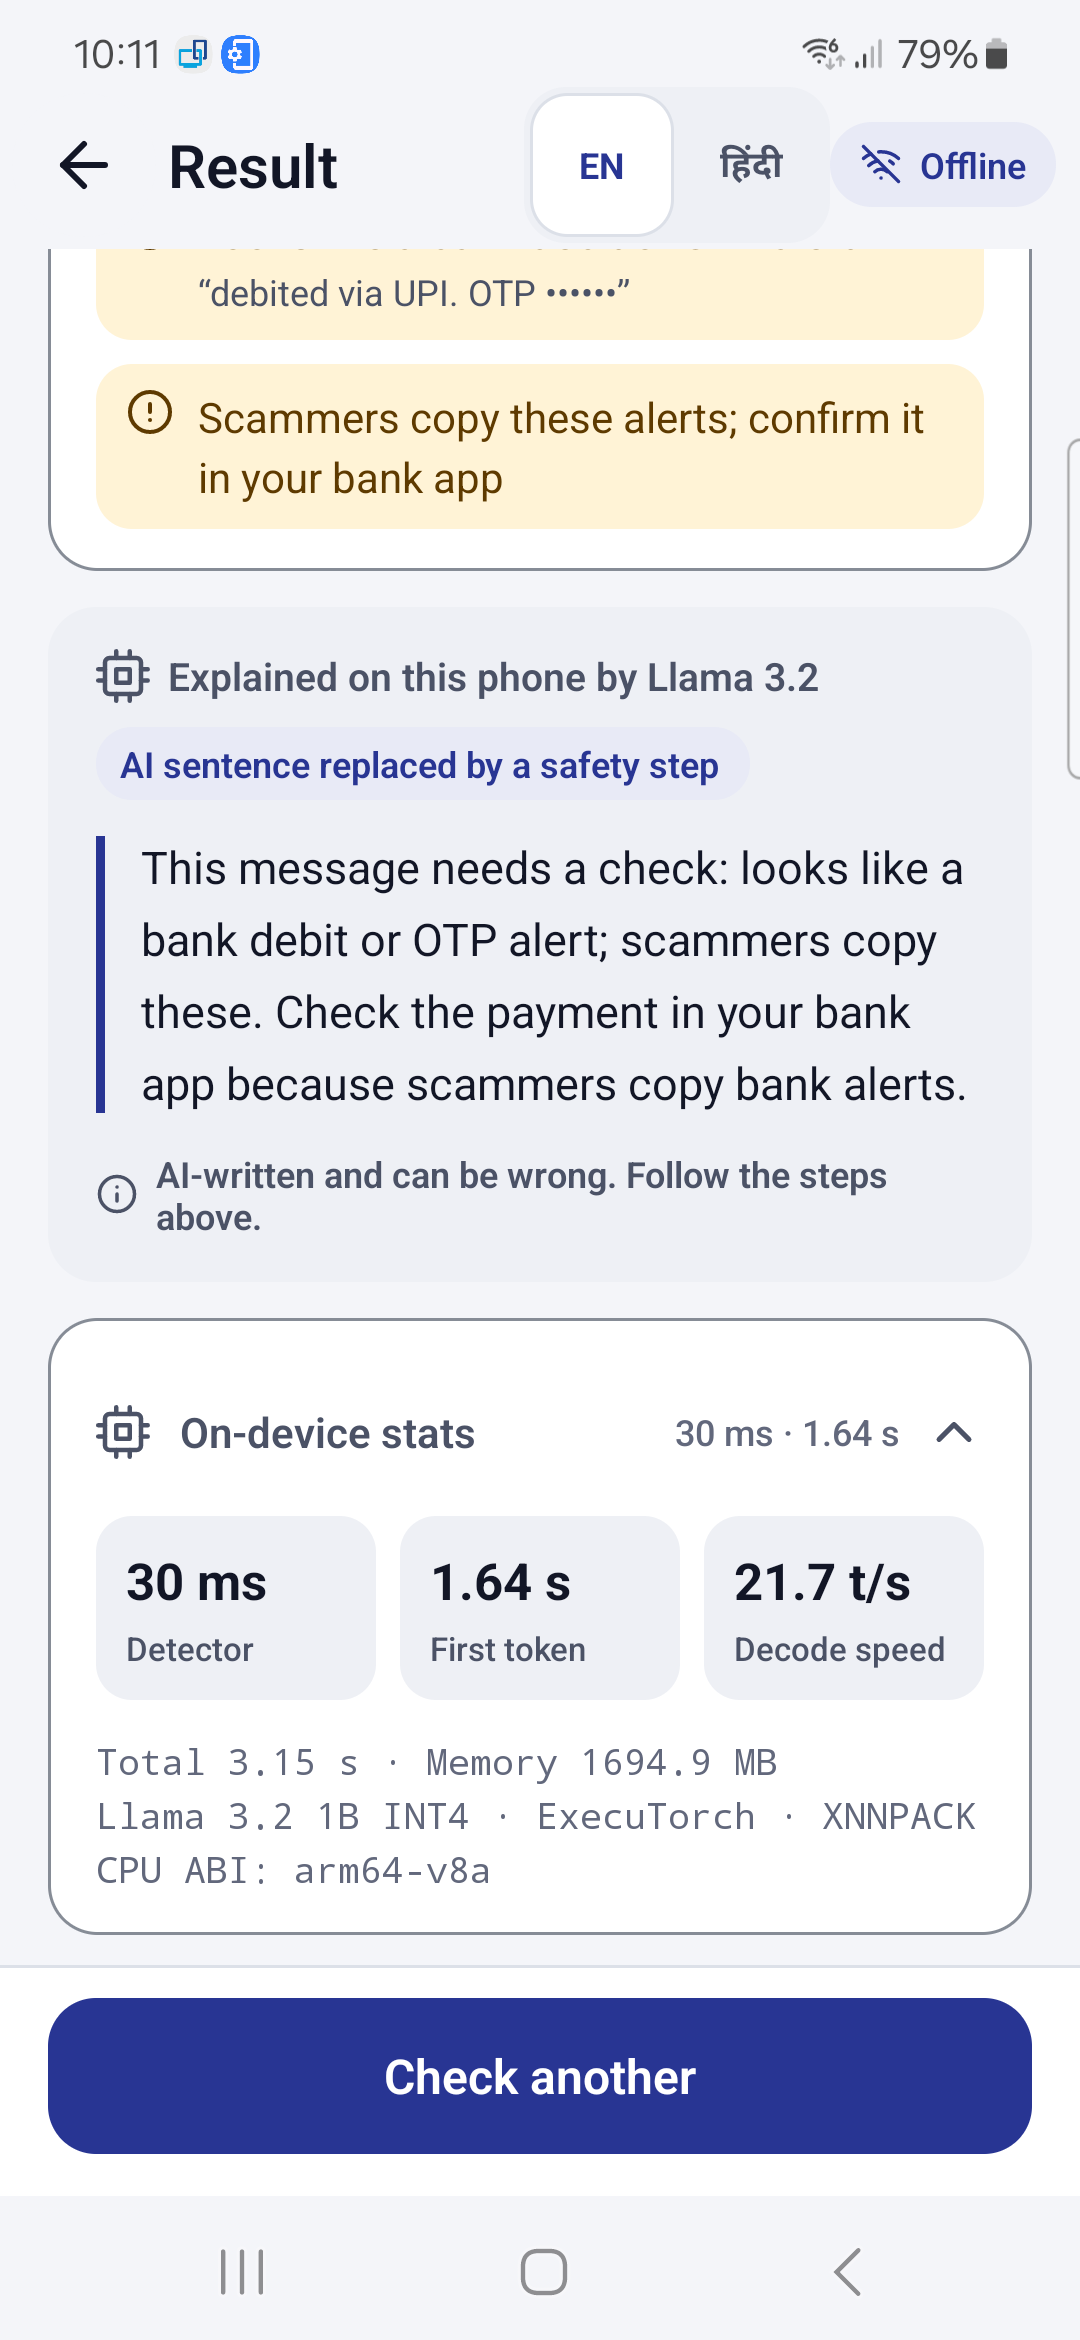 10:11
79%
Result
EN
हिंदी
Offline
“debited via UPI. OTP ••••••”
Scammers copy these alerts; confirm it
in your bank app
Explained on this phone by Llama 3.2
AI sentence replaced by a safety step
This message needs a check: looks like a
bank debit or OTP alert; scammers copy
these. Check the payment in your bank
app because scammers copy bank alerts.
AI-written and can be wrong. Follow the steps
above.
On-device stats
30 ms · 1.64 s
30 ms
Detector
1.64 s
First token
21.7 t/s
Decode speed
Total 3.15 s · Memory 1694.9 MB
Llama 3.2 1B INT4 · ExecuTorch · XNNPACK
CPU ABI: arm64-v8a
Check another